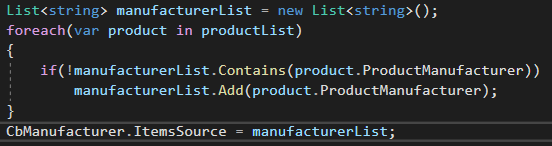 List<string> manufacturerList = new List<string>();
foreach(var product in productList)
{
    if(!manufacturerList.Contains(product.ProductManufacturer))
        manufacturerList.Add(product.ProductManufacturer);
}
CbManufacturer.ItemsSource = manufacturerList;